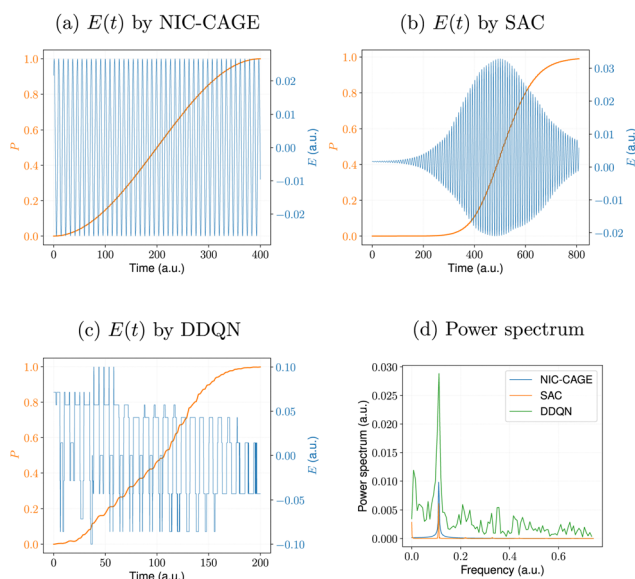 (a) E(t) by NIC-CAGE
1.0
0.8
0.6
0.4
0.2
0.0
P
0.02
0.01
0.00
−0.01
−0.02
E (a.u.)
0 100 200 300 400
Time (a.u.)
(b) E(t) by SAC
1.0
0.8
0.6
0.4
0.2
0.0
P
0.03
0.02
0.01
0.00
−0.01
−0.02
E (a.u.)
0 200 400 600 800
Time (a.u.)
(c) E(t) by DDQN
1.0
0.8
0.6
0.4
0.2
0.0
P
0.10
0.05
0.00
−0.05
−0.10
E (a.u.)
0 50 100 150 200
Time (a.u.)
(d) Power spectrum
0.030
0.025
0.020
0.015
0.010
0.005
0.000
Power spectrum (a.u.)
NIC-CAGE
SAC
DDQN
0.0 0.2 0.4 0.6
Frequency (a.u.)